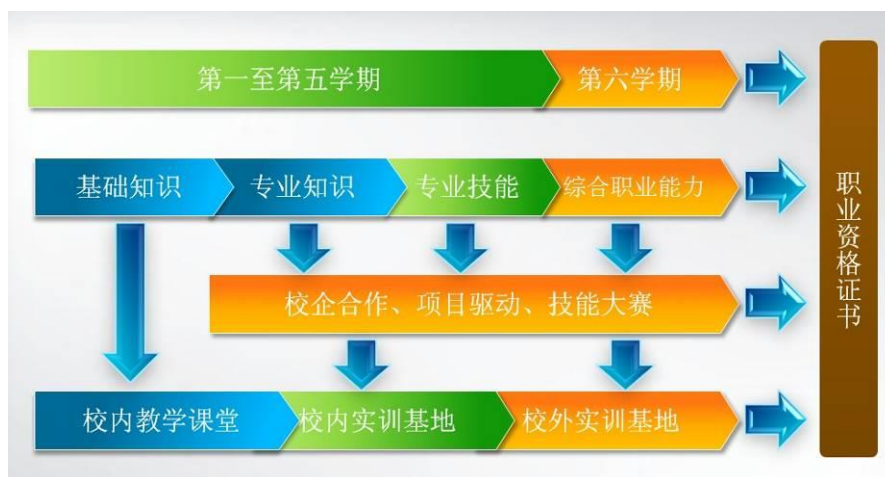 第一至第五学期
第六学期
基础知识
专业知识
专业技能
综合职业能力
校企合作、项目驱动、技能大赛
校内教学课堂
校内实训基地
校外实训基地
职业资格证书